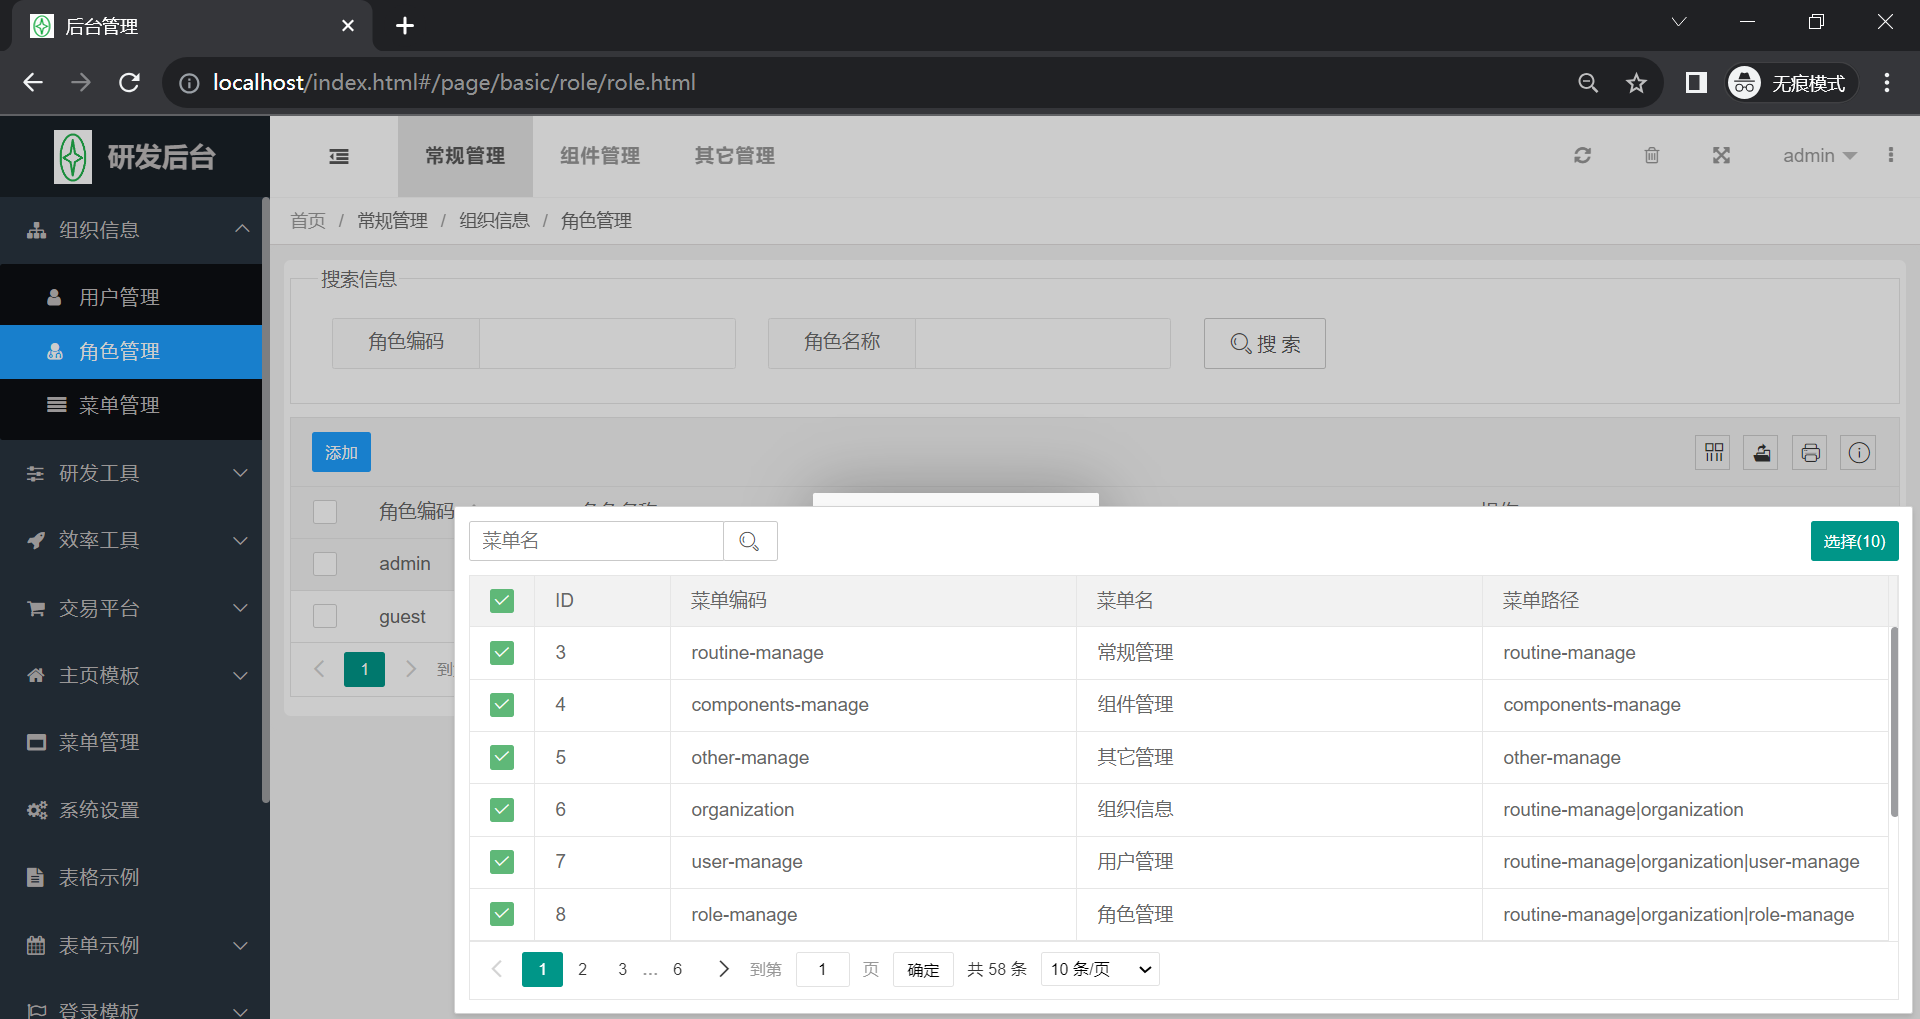 后台管理
localhost/index.html#/page/basic/role/role.html
无痕模式
研发后台
常规管理 组件管理 其它管理
admin
首页 / 常规管理 / 组织信息 / 角色管理
组织信息
用户管理
角色管理
菜单管理
研发工具
效率工具
交易平台
主页模板
菜单管理
系统设置
表格示例
表单示例
登录模板
搜索信息
角色编码
角色名称
搜 索
添加
角色编码
admin
guest
1
到
菜单名
选择(10)
ID 菜单编码 菜单名 菜单路径
3 routine-manage 常规管理 routine-manage
4 components-manage 组件管理 components-manage
5 other-manage 其它管理 other-manage
6 organization 组织信息 routine-manage|organization
7 user-manage 用户管理 routine-manage|organization|user-manage
8 role-manage 角色管理 routine-manage|organization|role-manage
1 2 3 … 6 到第 1 页 确定 共 58 条 10 条/页